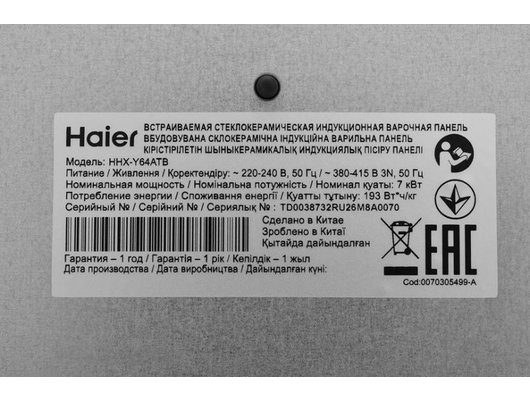 Haier
ВСТРАИВАЕМАЯ СТЕКЛОКЕРАМИЧЕСКАЯ ИНДУКЦИОННАЯ ВАРОЧНАЯ ПАНЕЛЬ
ВБУДОВУВАНА СКЛОКЕРАМІЧНА ІНДУКЦІЙНА ВАРИЛЬНА ПАНЕЛЬ
КІРІСТІРІЛЕТІН ШЫНЫКЕРАМИКАЛЫҚ ИНДУКЦИЯЛЫҚ ПІСІРУ ПАНЕЛІ
Модель: HHX-Y64ATB
Питание / Живлення / Қоректендіру: ~ 220-240 В, 50 Гц / ~ 380-415 В 3N, 50 Гц
Номинальная мощность / Номінальна потужність / Номинал қуаты: 7 кВт
Потребление энергии / Споживання енергії / Қуатты тұтыну: 193 Вт*ч/кг
Серийный № / Серійний № / Сериялық № : TD0038732RU26M8A0070
Сделано в Китае
Зроблено в Китаї
Қытайда дайындалған
Гарантия – 1 год / Гарантія – 1 рік / Кепілдік – 1 жыл
Дата производства / Дата виробництва / Дайындалған күні:
EAC
Cod:0070305499-A